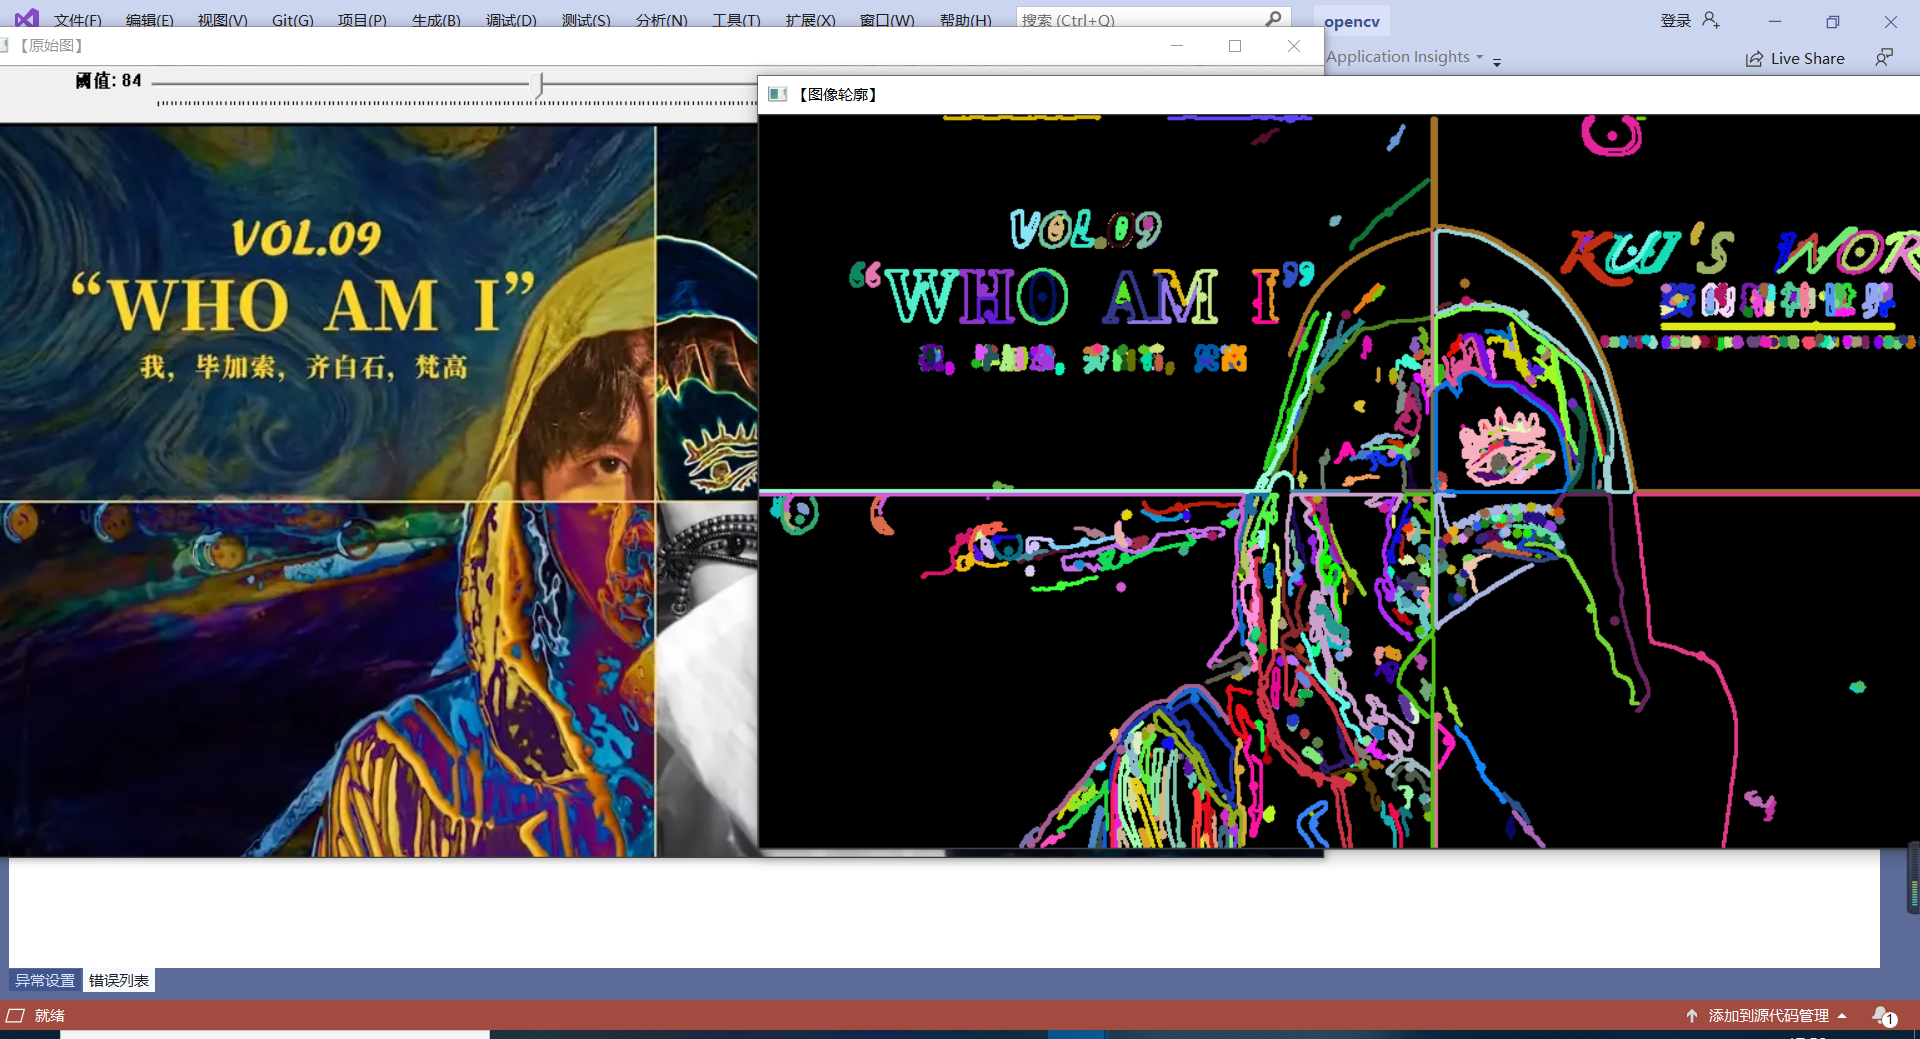 文件(F) 编辑(E) 视图(V) Git(G) 项目(P) 生成(B) 调试(D) 测试(S) 分析(N) 工具(T) 扩展(X) 窗口(W) 帮助(H) 搜索 (Ctrl+Q) opencv 登录
【原始图】
Application Insights
Live Share
阈值: 84
【图像轮廓】
VOL.09
“WHO AM I”
我，毕加索，齐白石，梵高
VOL.09
“WHO AM I”
KUI'S WOR
异常设置 错误列表
就绪
添加到源代码管理
1